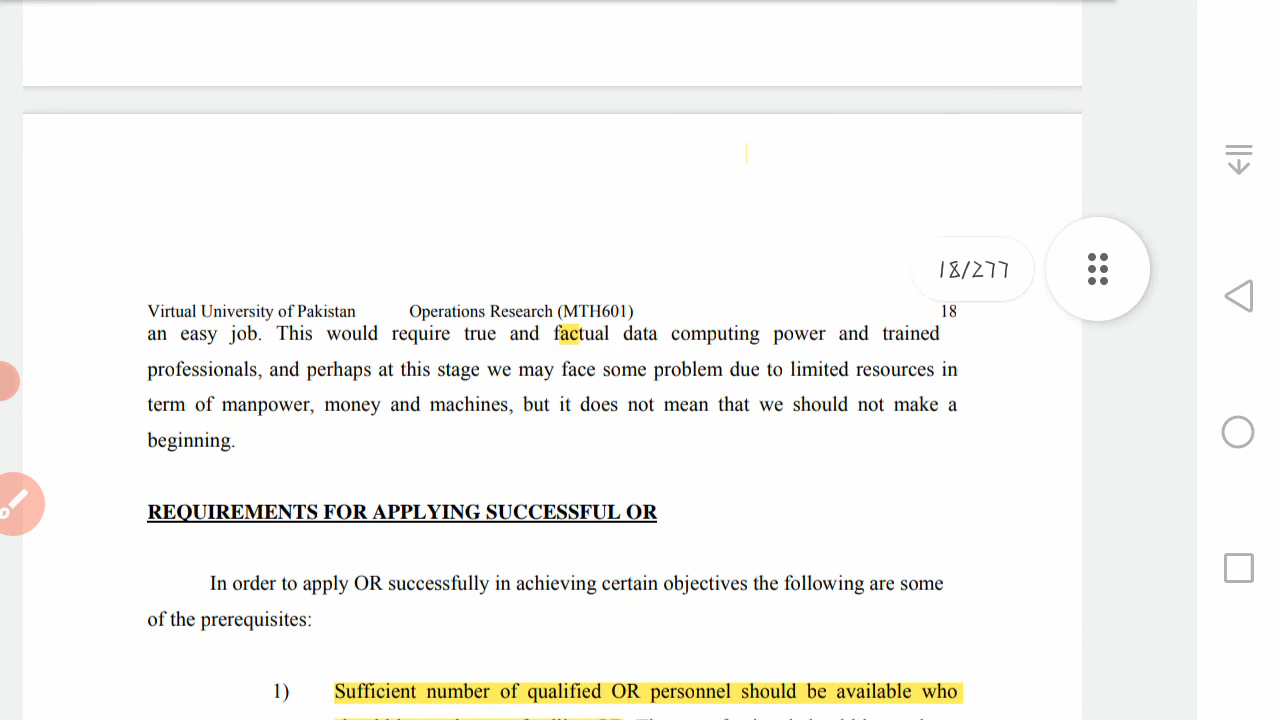 18/277
Virtual University of Pakistan Operations Research (MTH601) 18
an easy job. This would require true and factual data computing power and trained
professionals, and perhaps at this stage we may face some problem due to limited resources in
term of manpower, money and machines, but it does not mean that we should not make a
beginning.
REQUIREMENTS FOR APPLYING SUCCESSFUL OR
In order to apply OR successfully in achieving certain objectives the following are some
of the prerequisites:
1) Sufficient number of qualified OR personnel should be available who